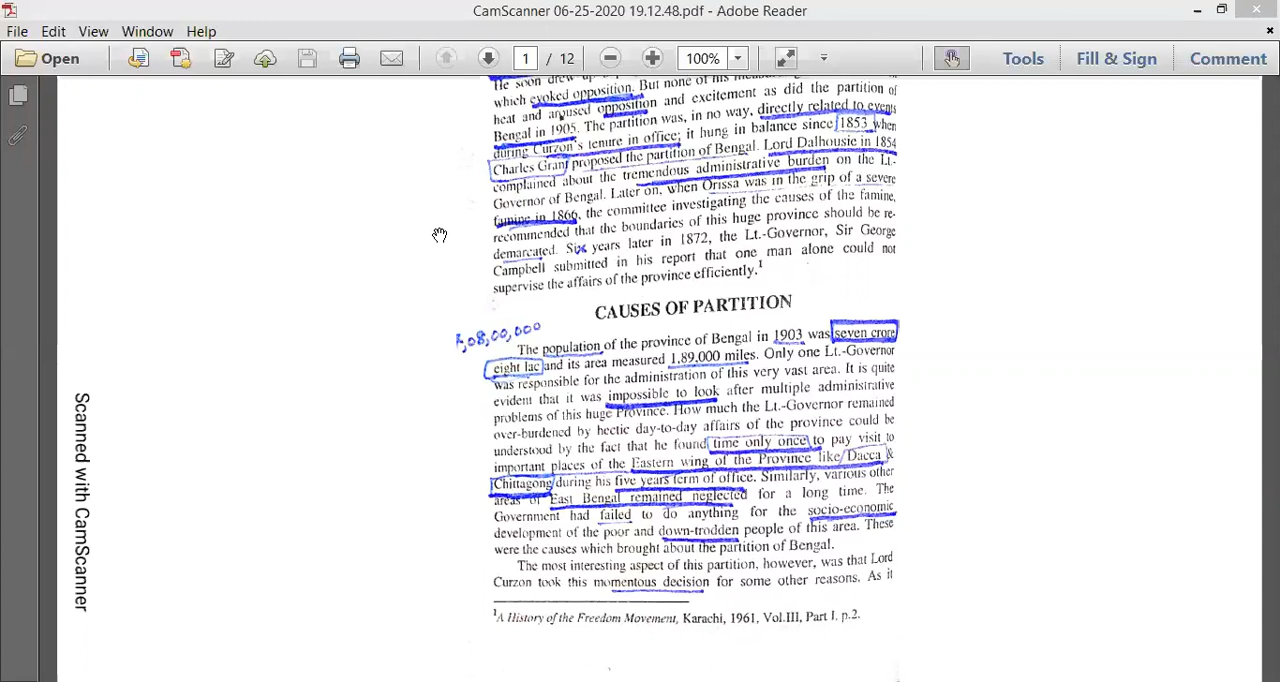 CamScanner 06-25-2020 19.12.48.pdf - Adobe Reader
File Edit View Window Help
Open 1 / 12 100% Tools Fill & Sign Comment
He soon drew up a
which evoked opposition. But none of his
heat and aroused opposition and excitement as did the partition of
Bengal in 1905. The partition was, in no way, directly related to events
during Curzon's tenure in office; it hung in balance since 1853 when
Charles Grant proposed the partition of Bengal. Lord Dalhousie in 1854
complained about the tremendous administrative burden on the Lt.-
Governor of Bengal. Later on, when Orissa was in the grip of a severe
famine in 1866, the committee investigating the causes of the famine,
recommended that the boundaries of this huge province should be re-
demarcated. Six years later in 1872, the Lt.-Governor, Sir George
Campbell submitted in his report that one man alone could not
supervise the affairs of the province efficiently.1
CAUSES OF PARTITION
The population of the province of Bengal in 1903 was seven crore
eight lac and its area measured 1,89,000 miles. Only one Lt.-Governor
was responsible for the administration of this very vast area. It is quite
evident that it was impossible to look after multiple administrative
problems of this huge Province. How much the Lt.-Governor remained
over-burdened by hectic day-to-day affairs of the province could be
understood by the fact that he found time only once to pay visit to
important places of the Eastern wing of the Province like Dacca &
Chittagong during his five years term of office. Similarly, various other
areas of East Bengal remained neglected for a long time. The
Government had failed to do anything for the socio-economic
development of the poor and down-trodden people of this area. These
were the causes which brought about the partition of Bengal.
The most interesting aspect of this partition, however, was that Lord
Curzon took this momentous decision for some other reasons. As it
1A History of the Freedom Movement, Karachi, 1961, Vol.III, Part I, p.2.
Scanned with CamScanner